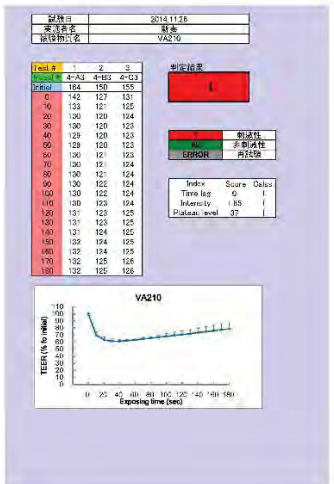 試験日 2014.11.26
実施者名
被験物質名 VA210
Test # 1 2 3
Vessel # 4-A3 4-B3 4-C3
Initial 164 150 155
0 142 127 131
10 133 121 125
20 130 120 124
30 130 120 123
40 129 120 123
50 129 120 123
60 130 121 123
70 130 121 124
80 130 121 124
90 130 122 124
100 130 122 124
110 130 123 124
120 131 123 125
130 131 123 125
140 131 124 125
150 132 124 125
160 132 124 125
170 132 125 126
180 132 125 126
判定結果
I
I 刺激性
NI 非刺激性
ERROR 再試験
Index Score Calss
Time lag 0 I
Intensity 1.85 I
Plateau level 37 I
VA210
TEER (% to initial)
110
100
90
80
70
60
50
40
30
20
10
0
0 20 40 60 80 100 120 140 160 180
Exposing time (sec)